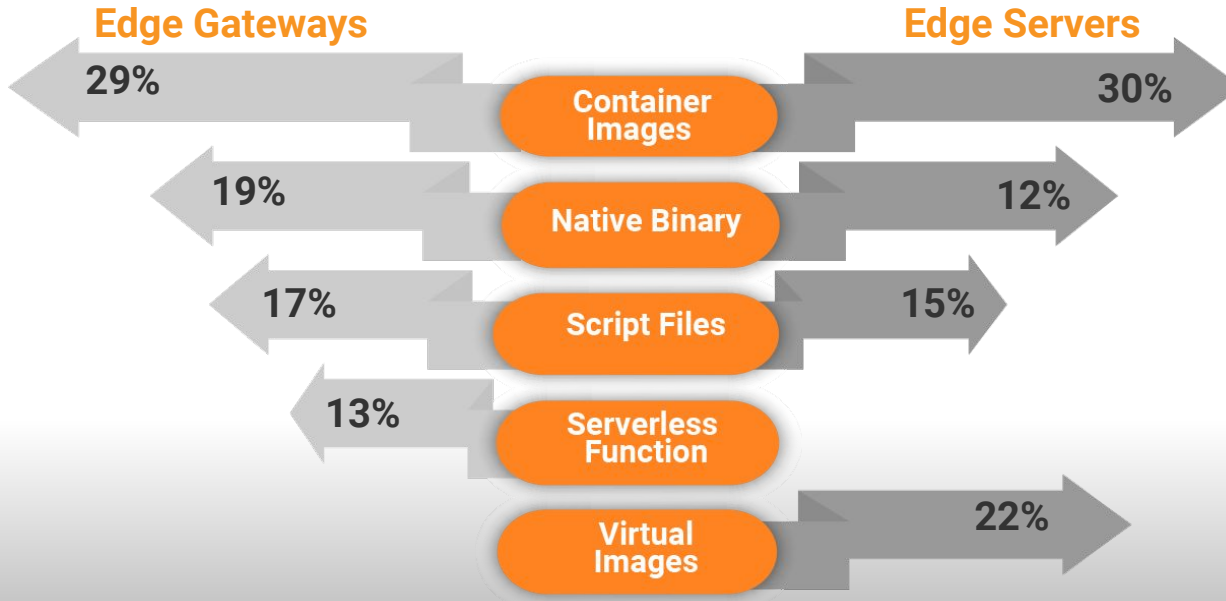 Edge Gateways
Edge Servers
29%
Container
Images
30%
19%
Native Binary
12%
17%
Script Files
15%
13%
Serverless
Function
Virtual
Images
22%